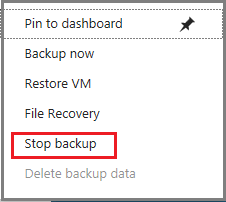 Pin to dashboard
Backup now
Restore VM
File Recovery
Stop backup
Delete backup data